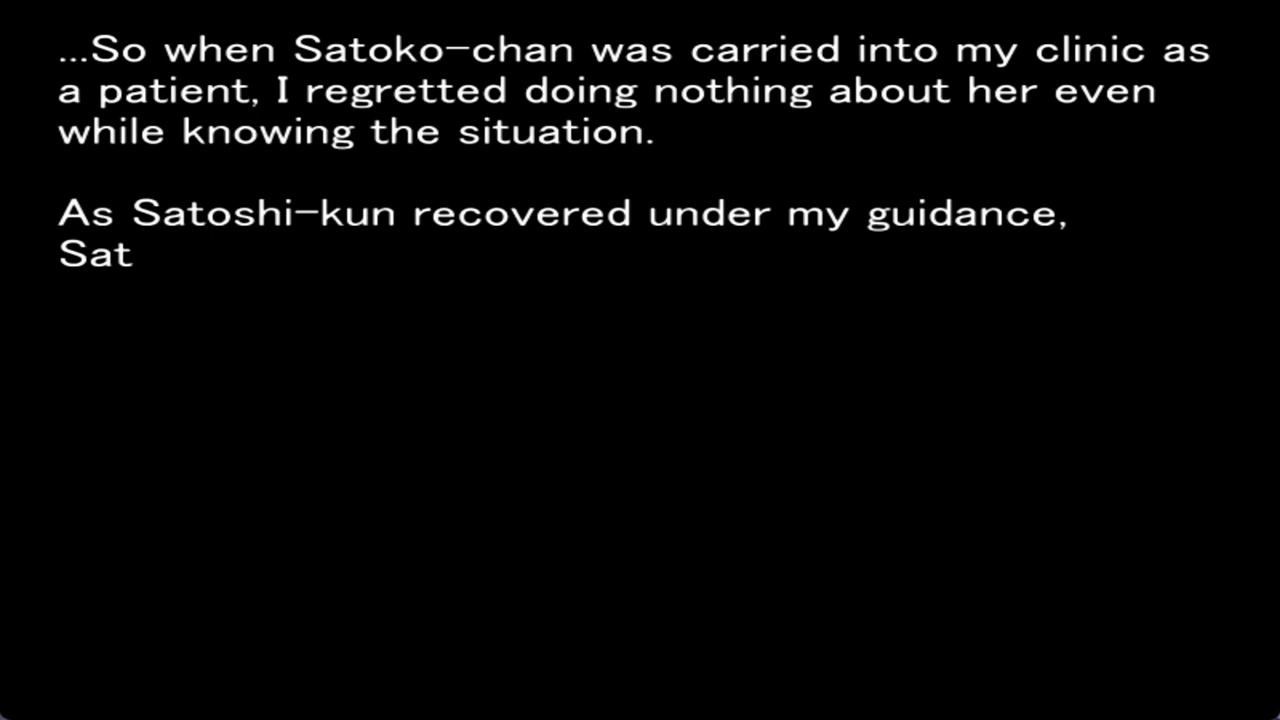 ...So when Satoko-chan was carried into my clinic as
a patient, I regretted doing nothing about her even
while knowing the situation.
As Satoshi-kun recovered under my guidance,
Sat